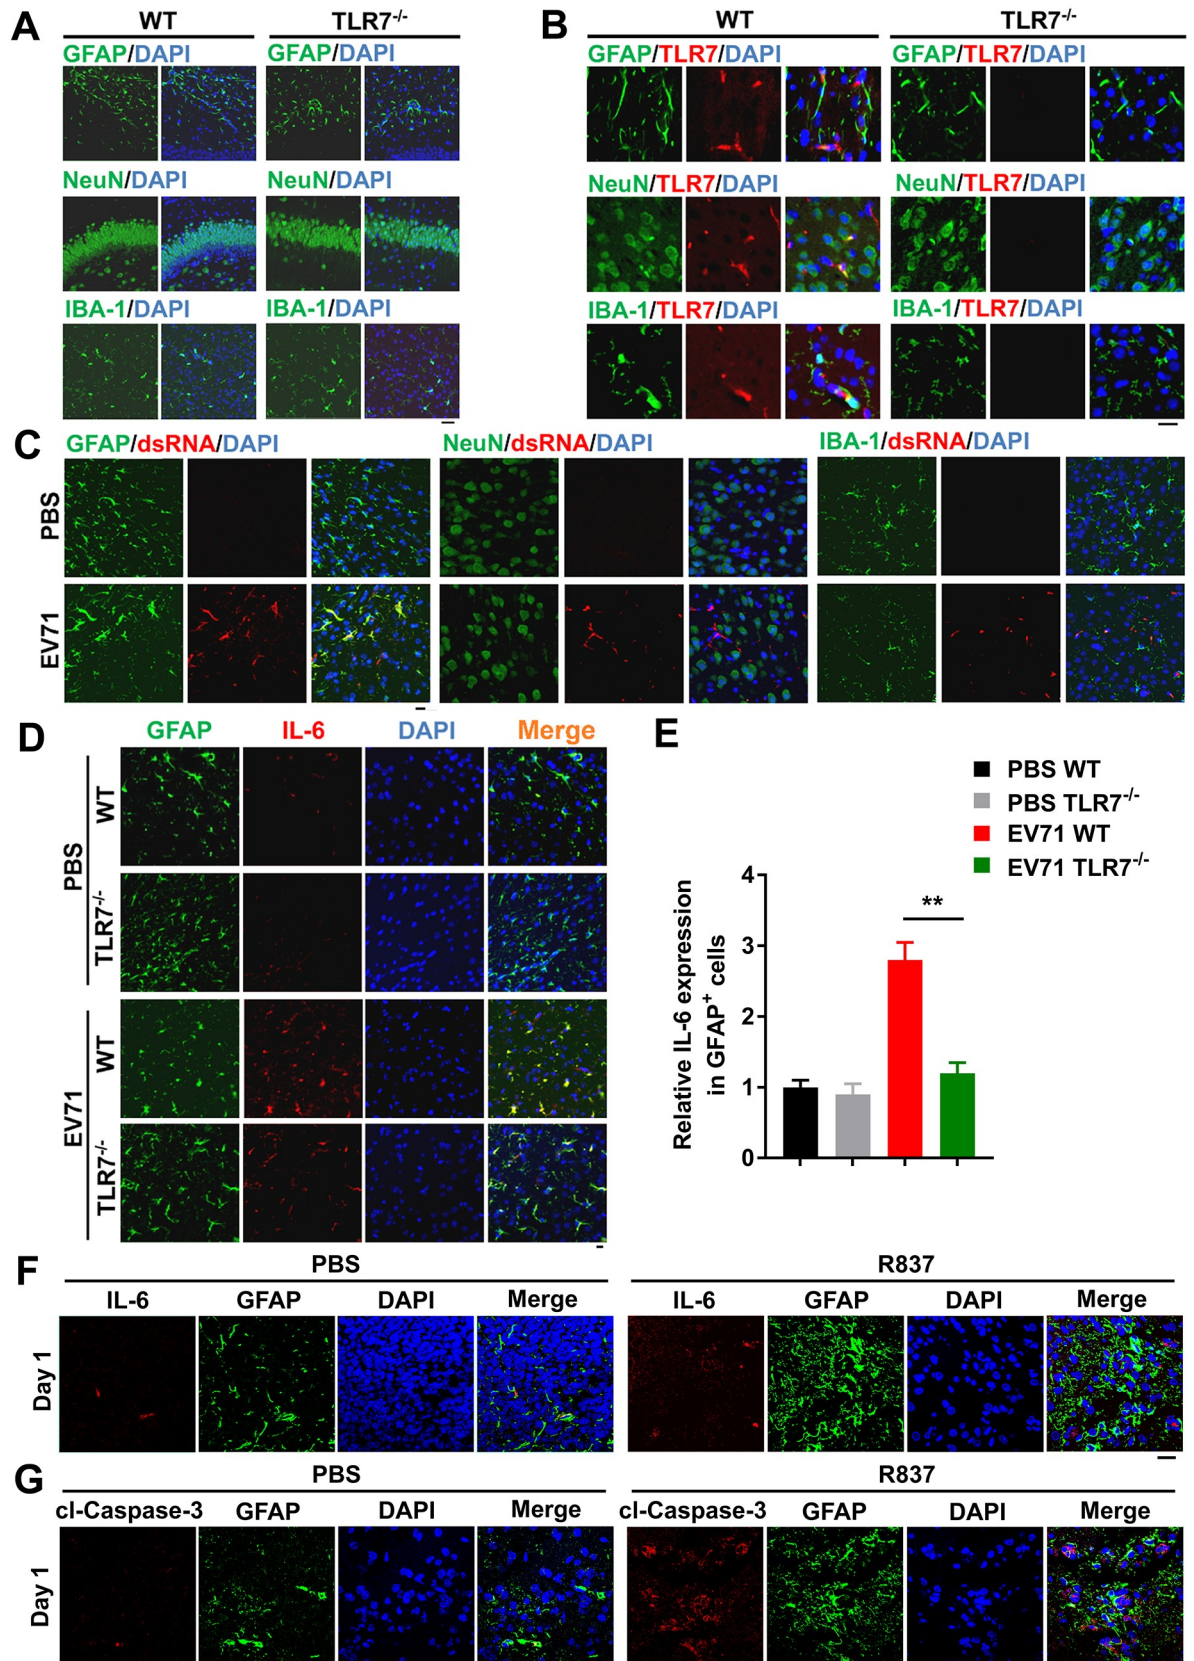 A
WT TLR7-/-
GFAP/DAPI GFAP/DAPI
NeuN/DAPI NeuN/DAPI
IBA-1/DAPI IBA-1/DAPI
B
WT TLR7-/-
GFAP/TLR7/DAPI GFAP/TLR7/DAPI
NeuN/TLR7/DAPI NeuN/TLR7/DAPI
IBA-1/TLR7/DAPI IBA-1/TLR7/DAPI
C
GFAP/dsRNA/DAPI NeuN/dsRNA/DAPI IBA-1/dsRNA/DAPI
PBS
EV71
D
GFAP IL-6 DAPI Merge
PBS
WT
TLR7-/-
EV71
WT
TLR7-/-
E
PBS WT
PBS TLR7-/-
EV71 WT
EV71 TLR7-/-
Relative IL-6 expression
in GFAP+ cells
4
3
2
1
0
**
F
PBS R837
IL-6 GFAP DAPI Merge IL-6 GFAP DAPI Merge
Day 1
G
PBS R837
cl-Caspase-3 GFAP DAPI Merge cl-Caspase-3 GFAP DAPI Merge
Day 1